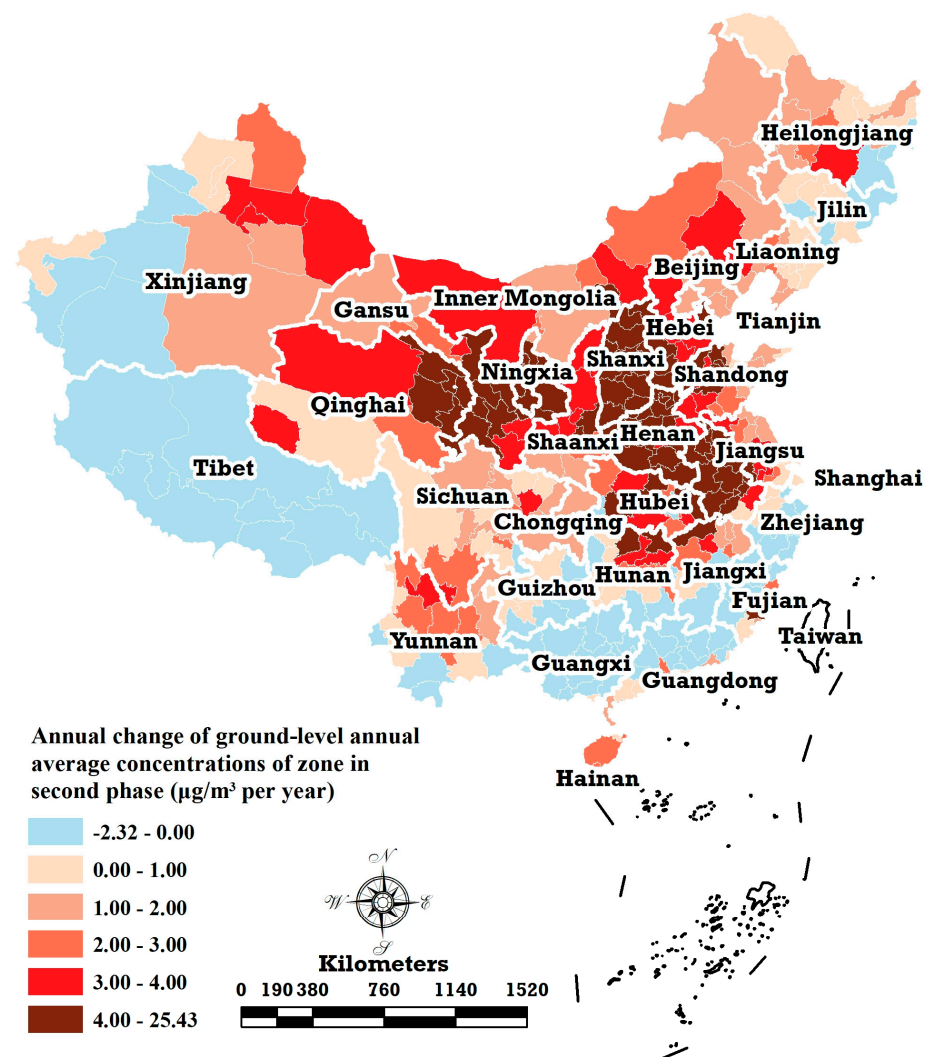 Heilongjiang
Jilin
Liaoning
Beijing
Xinjiang
Inner Mongolia
Gansu
Tianjin
Hebei
Shanxi
Ningxia
Shandong
Qinghai
Henan
Shaanxi
Jiangsu
Tibet
Shanghai
Sichuan
Hubei
Chongqing
Zhejiang
Jiangxi
Hunan
Guizhou
Fujian
Taiwan
Yunnan
Guangxi
Guangdong
Hainan
Annual change of ground-level annual
average concentrations of zone in
second phase (µg/m³ per year)
-2.32 - 0.00
0.00 - 1.00
1.00 - 2.00
2.00 - 3.00
3.00 - 4.00
4.00 - 25.43
N
W E
S
Kilometers
0 190 380 760 1140 1520